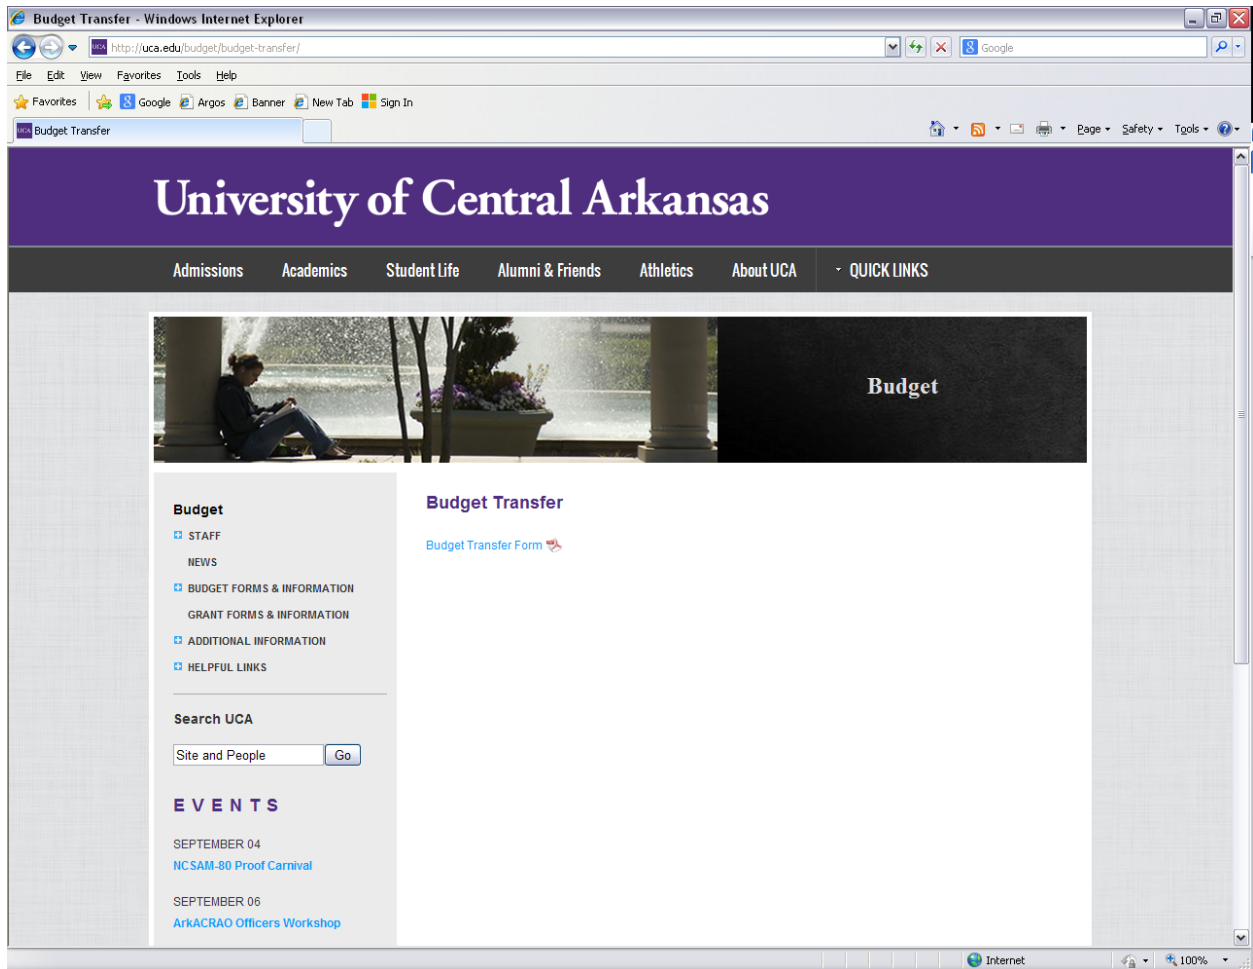 Budget Transfer - Windows Internet Explorer
UCA http://uca.edu/budget/budget-transfer/
8 Google
File Edit View Favorites Tools Help
Favorites 8 Google Argos Banner New Tab Sign In
UCA Budget Transfer
Page Safety Tools
University of Central Arkansas
Admissions Academics Student Life Alumni & Friends Athletics About UCA QUICK LINKS
Budget
Budget
STAFF
NEWS
BUDGET FORMS & INFORMATION
GRANT FORMS & INFORMATION
ADDITIONAL INFORMATION
HELPFUL LINKS
Search UCA
Site and People Go
EVENTS
SEPTEMBER 04
NCSAM-80 Proof Carnival
SEPTEMBER 06
ArkACRAO Officers Workshop
Budget Transfer
Budget Transfer Form
Internet 100%